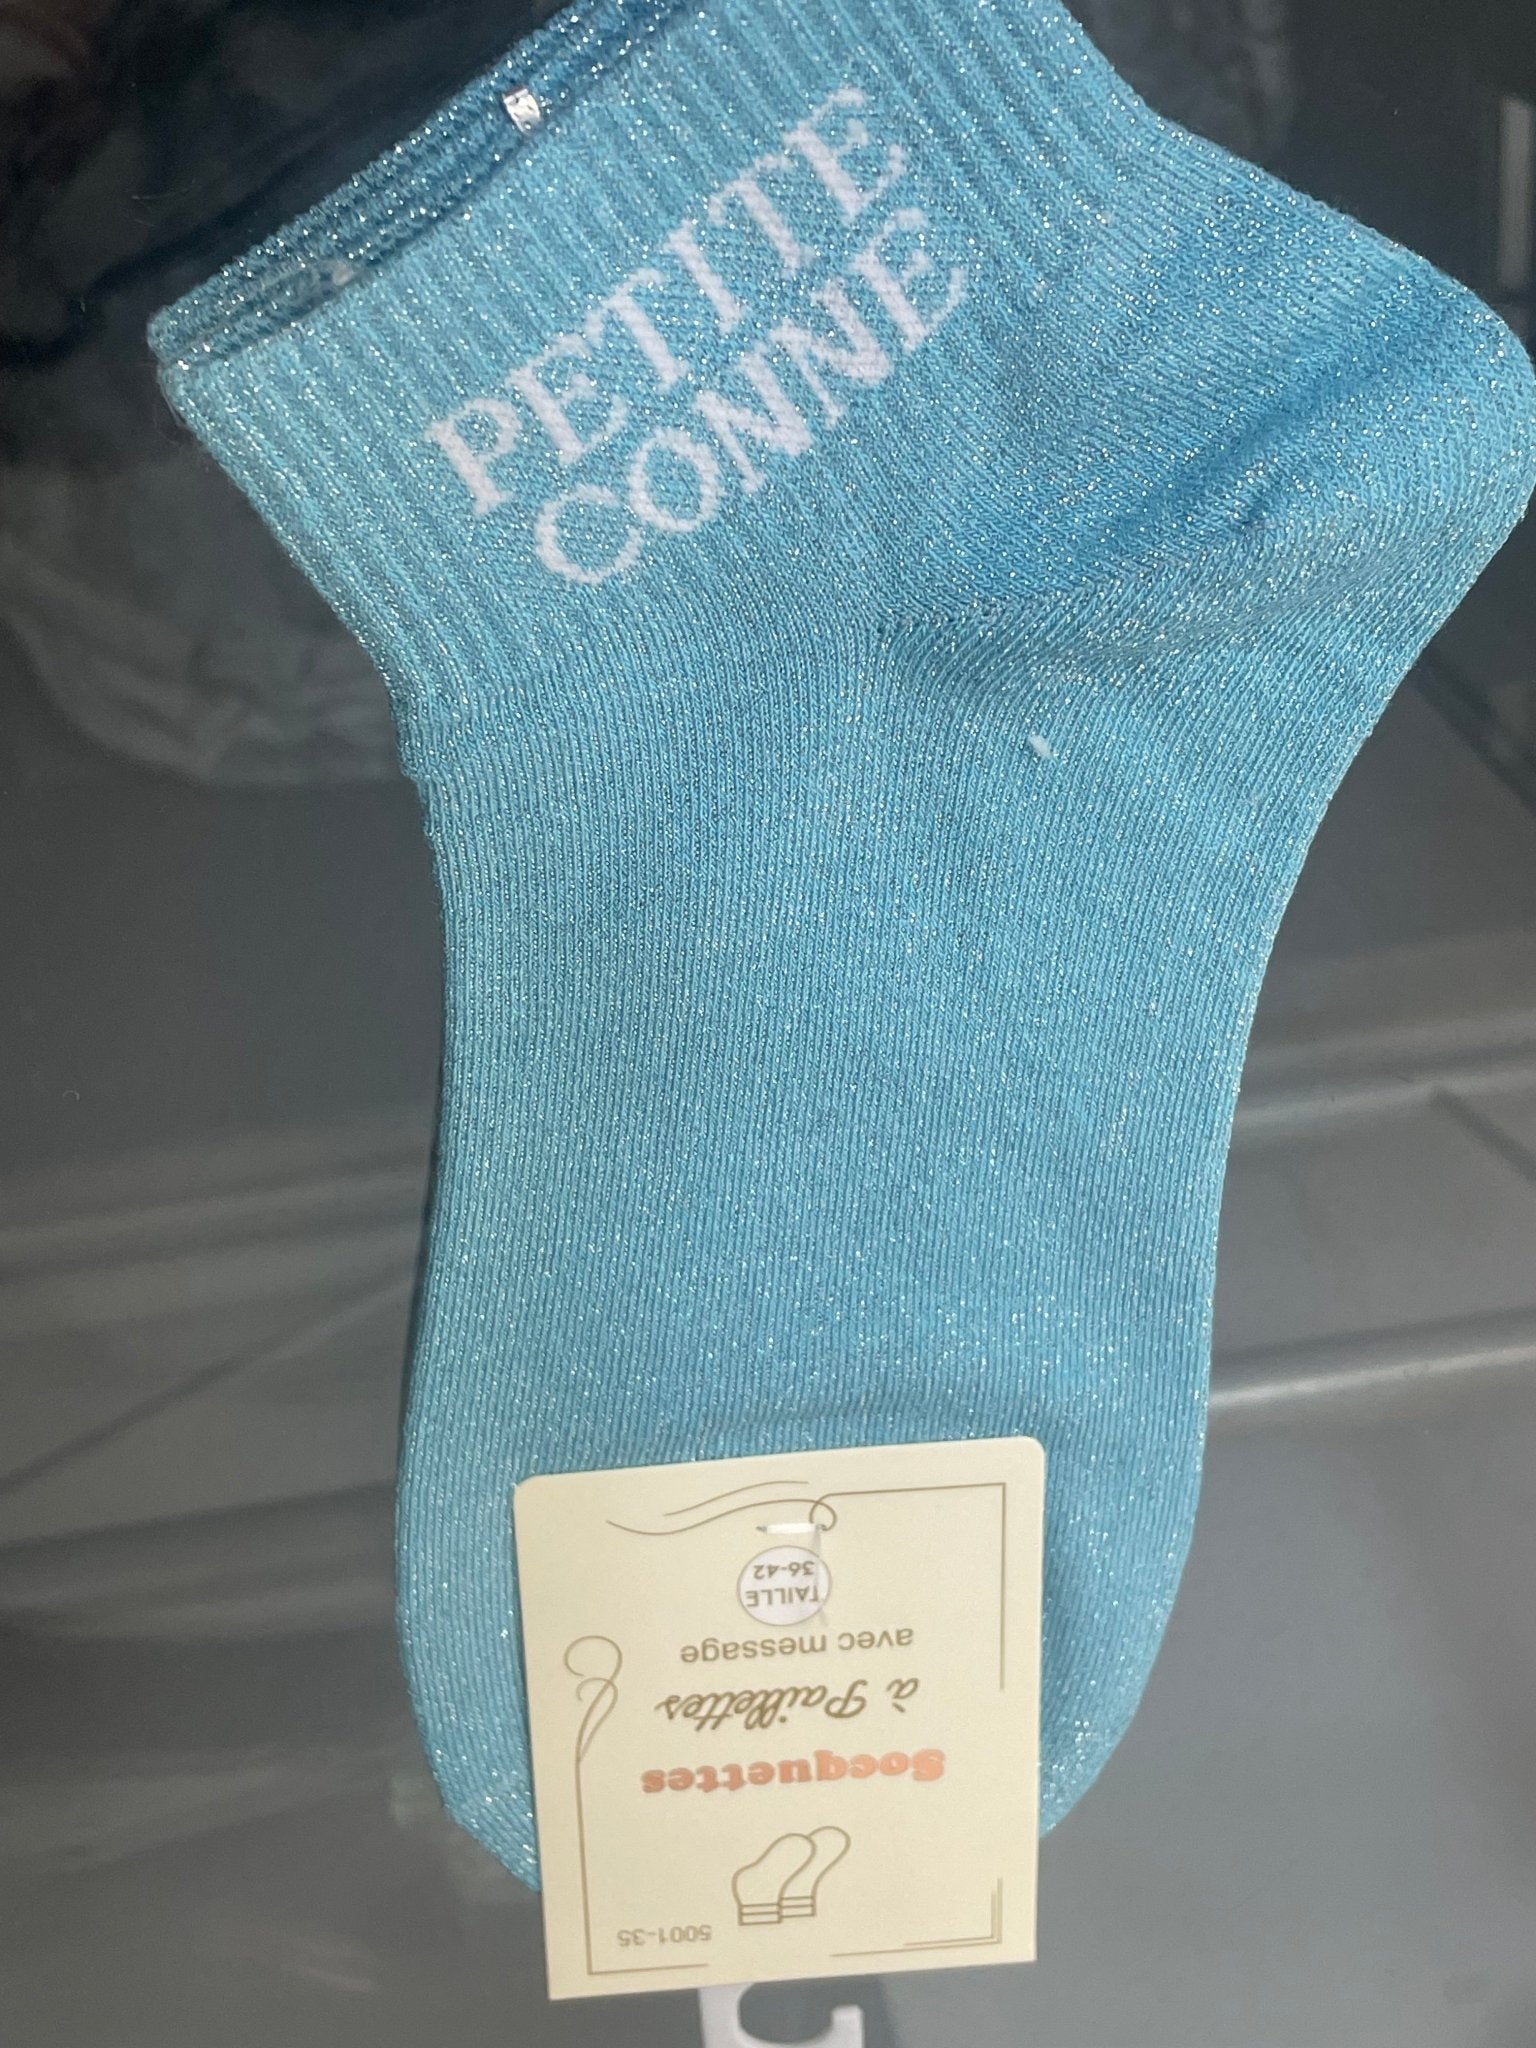 PETITE
CONNE
5001-35
Socquettes
à Paillettes
avec message
TAILLE
36-42